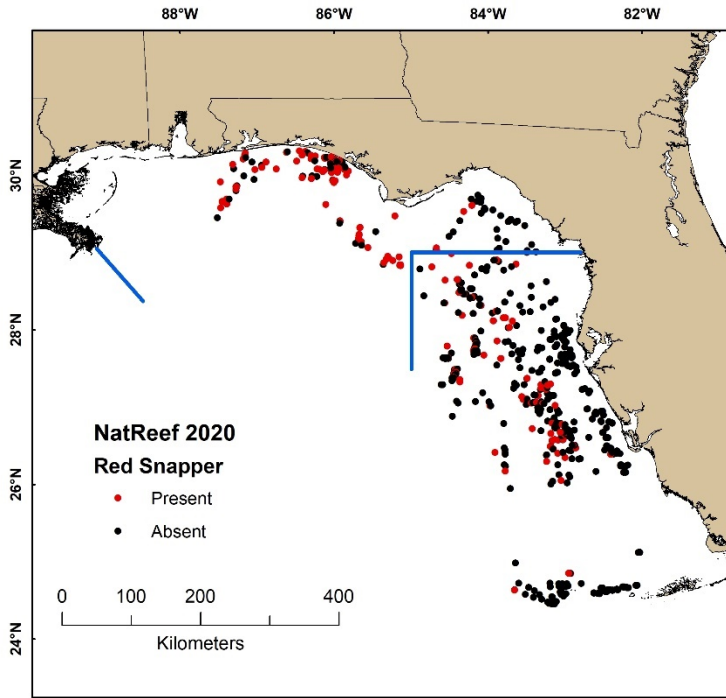 88°W 86°W 84°W 82°W
30°N
28°N
26°N
24°N
NatReef 2020
Red Snapper
Present
Absent
0 100 200 400
Kilometers